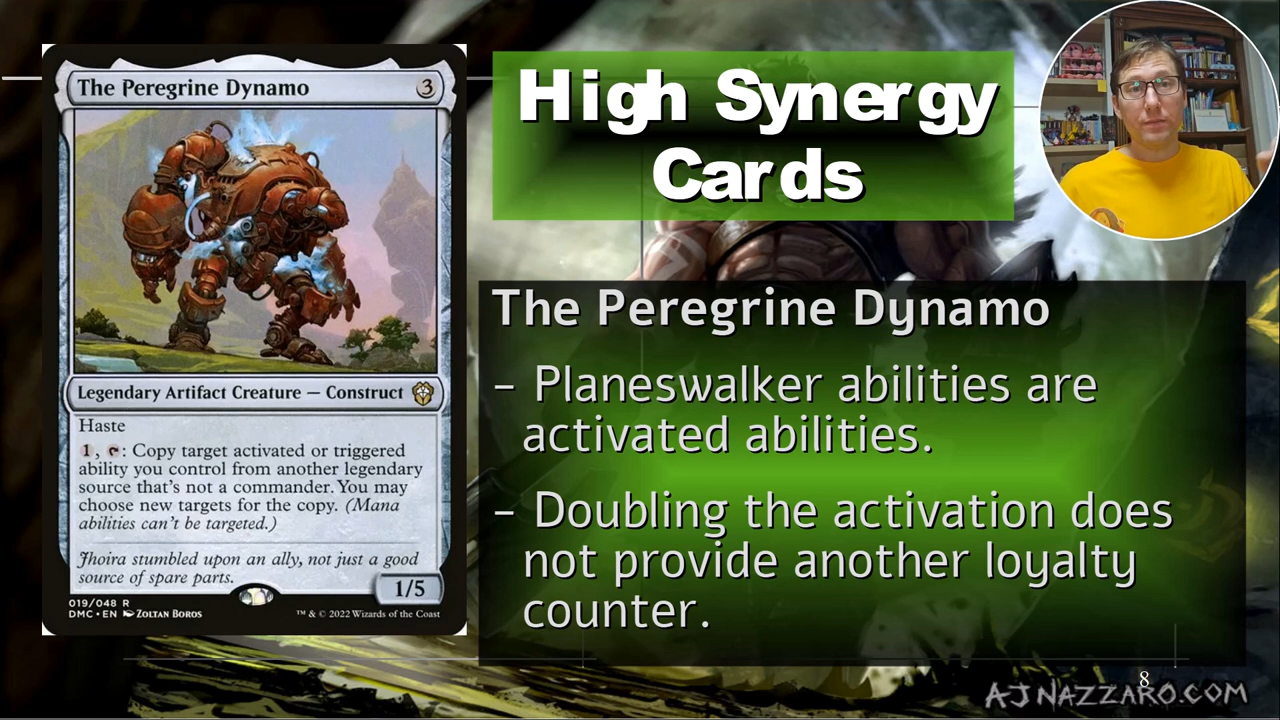 The Peregrine Dynamo 3
Legendary Artifact Creature — Construct
Haste
1, T: Copy target activated or triggered
ability you control from another legendary
source that's not a commander. You may
choose new targets for the copy. (Mana
abilities can't be targeted.)
Jhoira stumbled upon an ally, not just a good
source of spare parts.
1/5
019/048 R
DMC • EN ZOLTAN BOROS
™ & © 2022 Wizards of the Coast
High Synergy
Cards
The Peregrine Dynamo
– Planeswalker abilities are
activated abilities.
– Doubling the activation does
not provide another loyalty
counter.
8
AJNAZZARO.COM